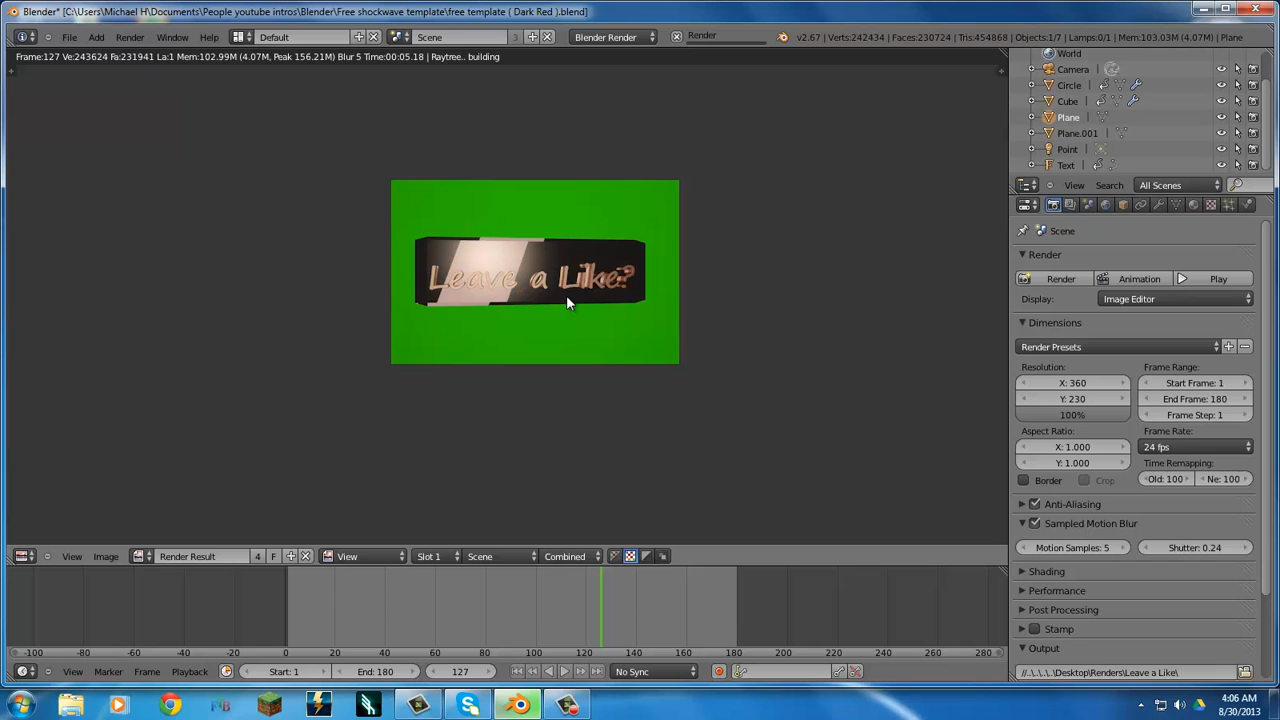 Blender* [C:\Users\Michael H\Documents\People youtube intros\Blender\Free shockwave template\free template ( Dark Red ).blend]
File Add Render Window Help Default Scene 3 Blender Render Render v2.67 | Verts:242434 | Faces:230724 | Tris:454868 | Objects:1/7 | Lamps:0/1 | Mem:103.03M (4.07M) | Plane
Frame:127 Ve:243624 Fa:231941 La:1 Mem:102.99M (4.07M, Peak 156.21M) Blur 5 Time:00:05.18 | Raytree.. building
World
Camera
Circle
Cube
Plane
Plane.001
Point
Text
View Search All Scenes
Scene
Render
Render Animation Play
Display: Image Editor
Dimensions
Render Presets
Resolution: Frame Range:
X: 360 Start Frame: 1
Y: 230 End Frame: 180
100% Frame Step: 1
Aspect Ratio: Frame Rate:
X: 1.000 24 fps
Y: 1.000 Time Remapping:
Border Crop Old: 100 Ne: 100
Anti-Aliasing
Sampled Motion Blur
Motion Samples: 5 Shutter: 0.24
Shading
Performance
Post Processing
Stamp
Output
//..\..\..\..\Desktop\Renders\Leave a Like\
Leave a Like?
View Image Render Result 4 F View Slot 1 Scene Combined
-100 -80 -60 -40 -20 0 20 40 60 80 100 120 140 160 180 200 220 240 260 280
View Marker Frame Playback Start: 1 End: 180 127 No Sync
4:06 AM
8/30/2013